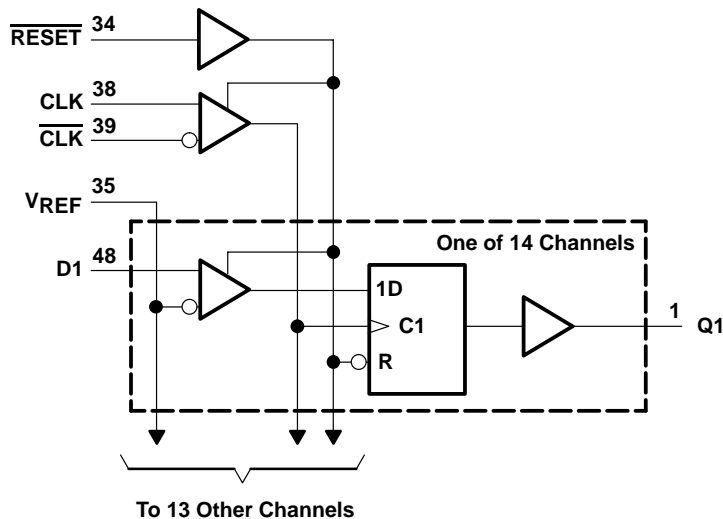 RESET 34
CLK 38
CLK 39
VREF 35
One of 14 Channels
D1 48
1D
C1
1 Q1
R
To 13 Other Channels